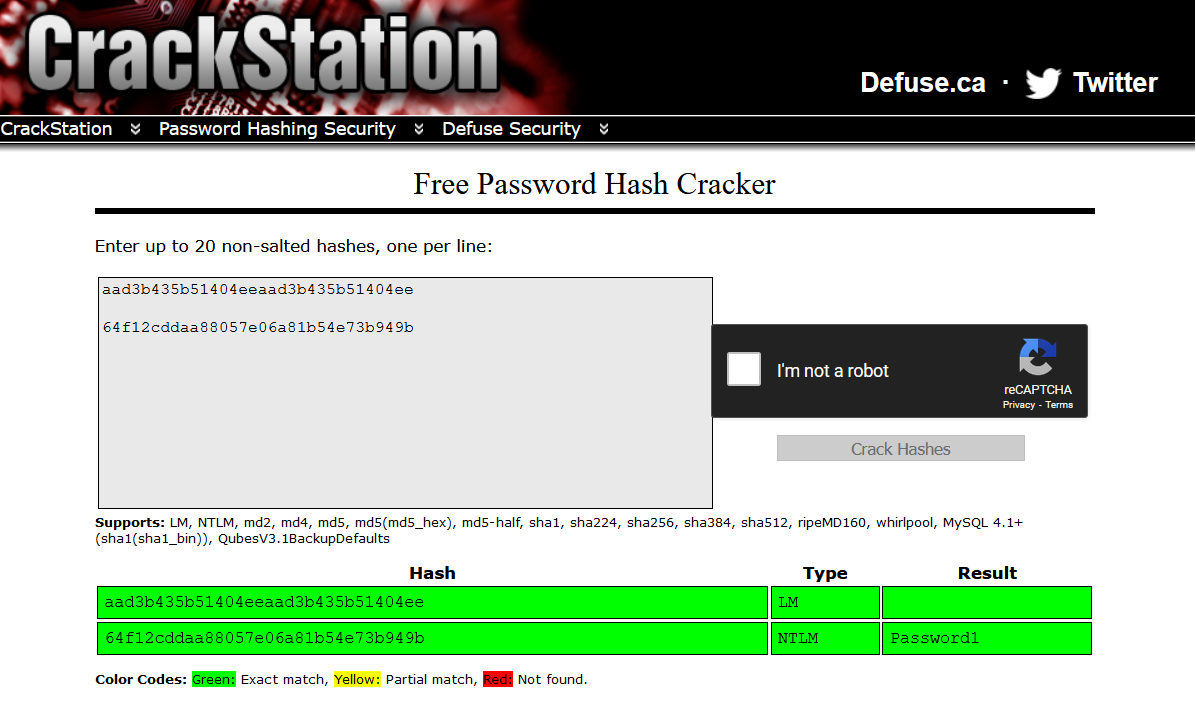 CrackStation
Defuse.ca · Twitter
CrackStation Password Hashing Security Defuse Security
Free Password Hash Cracker
Enter up to 20 non-salted hashes, one per line:
aad3b435b51404eeaad3b435b51404ee
64f12cddaa88057e06a81b54e73b949b
I'm not a robot
reCAPTCHA
Privacy - Terms
Crack Hashes
Supports: LM, NTLM, md2, md4, md5, md5(md5_hex), md5-half, sha1, sha224, sha256, sha384, sha512, ripeMD160, whirlpool, MySQL 4.1+
(sha1(sha1_bin)), QubesV3.1BackupDefaults
Hash Type Result
aad3b435b51404eeaad3b435b51404ee LM
64f12cddaa88057e06a81b54e73b949b NTLM Password1
Color Codes: Green: Exact match, Yellow: Partial match, Red: Not found.